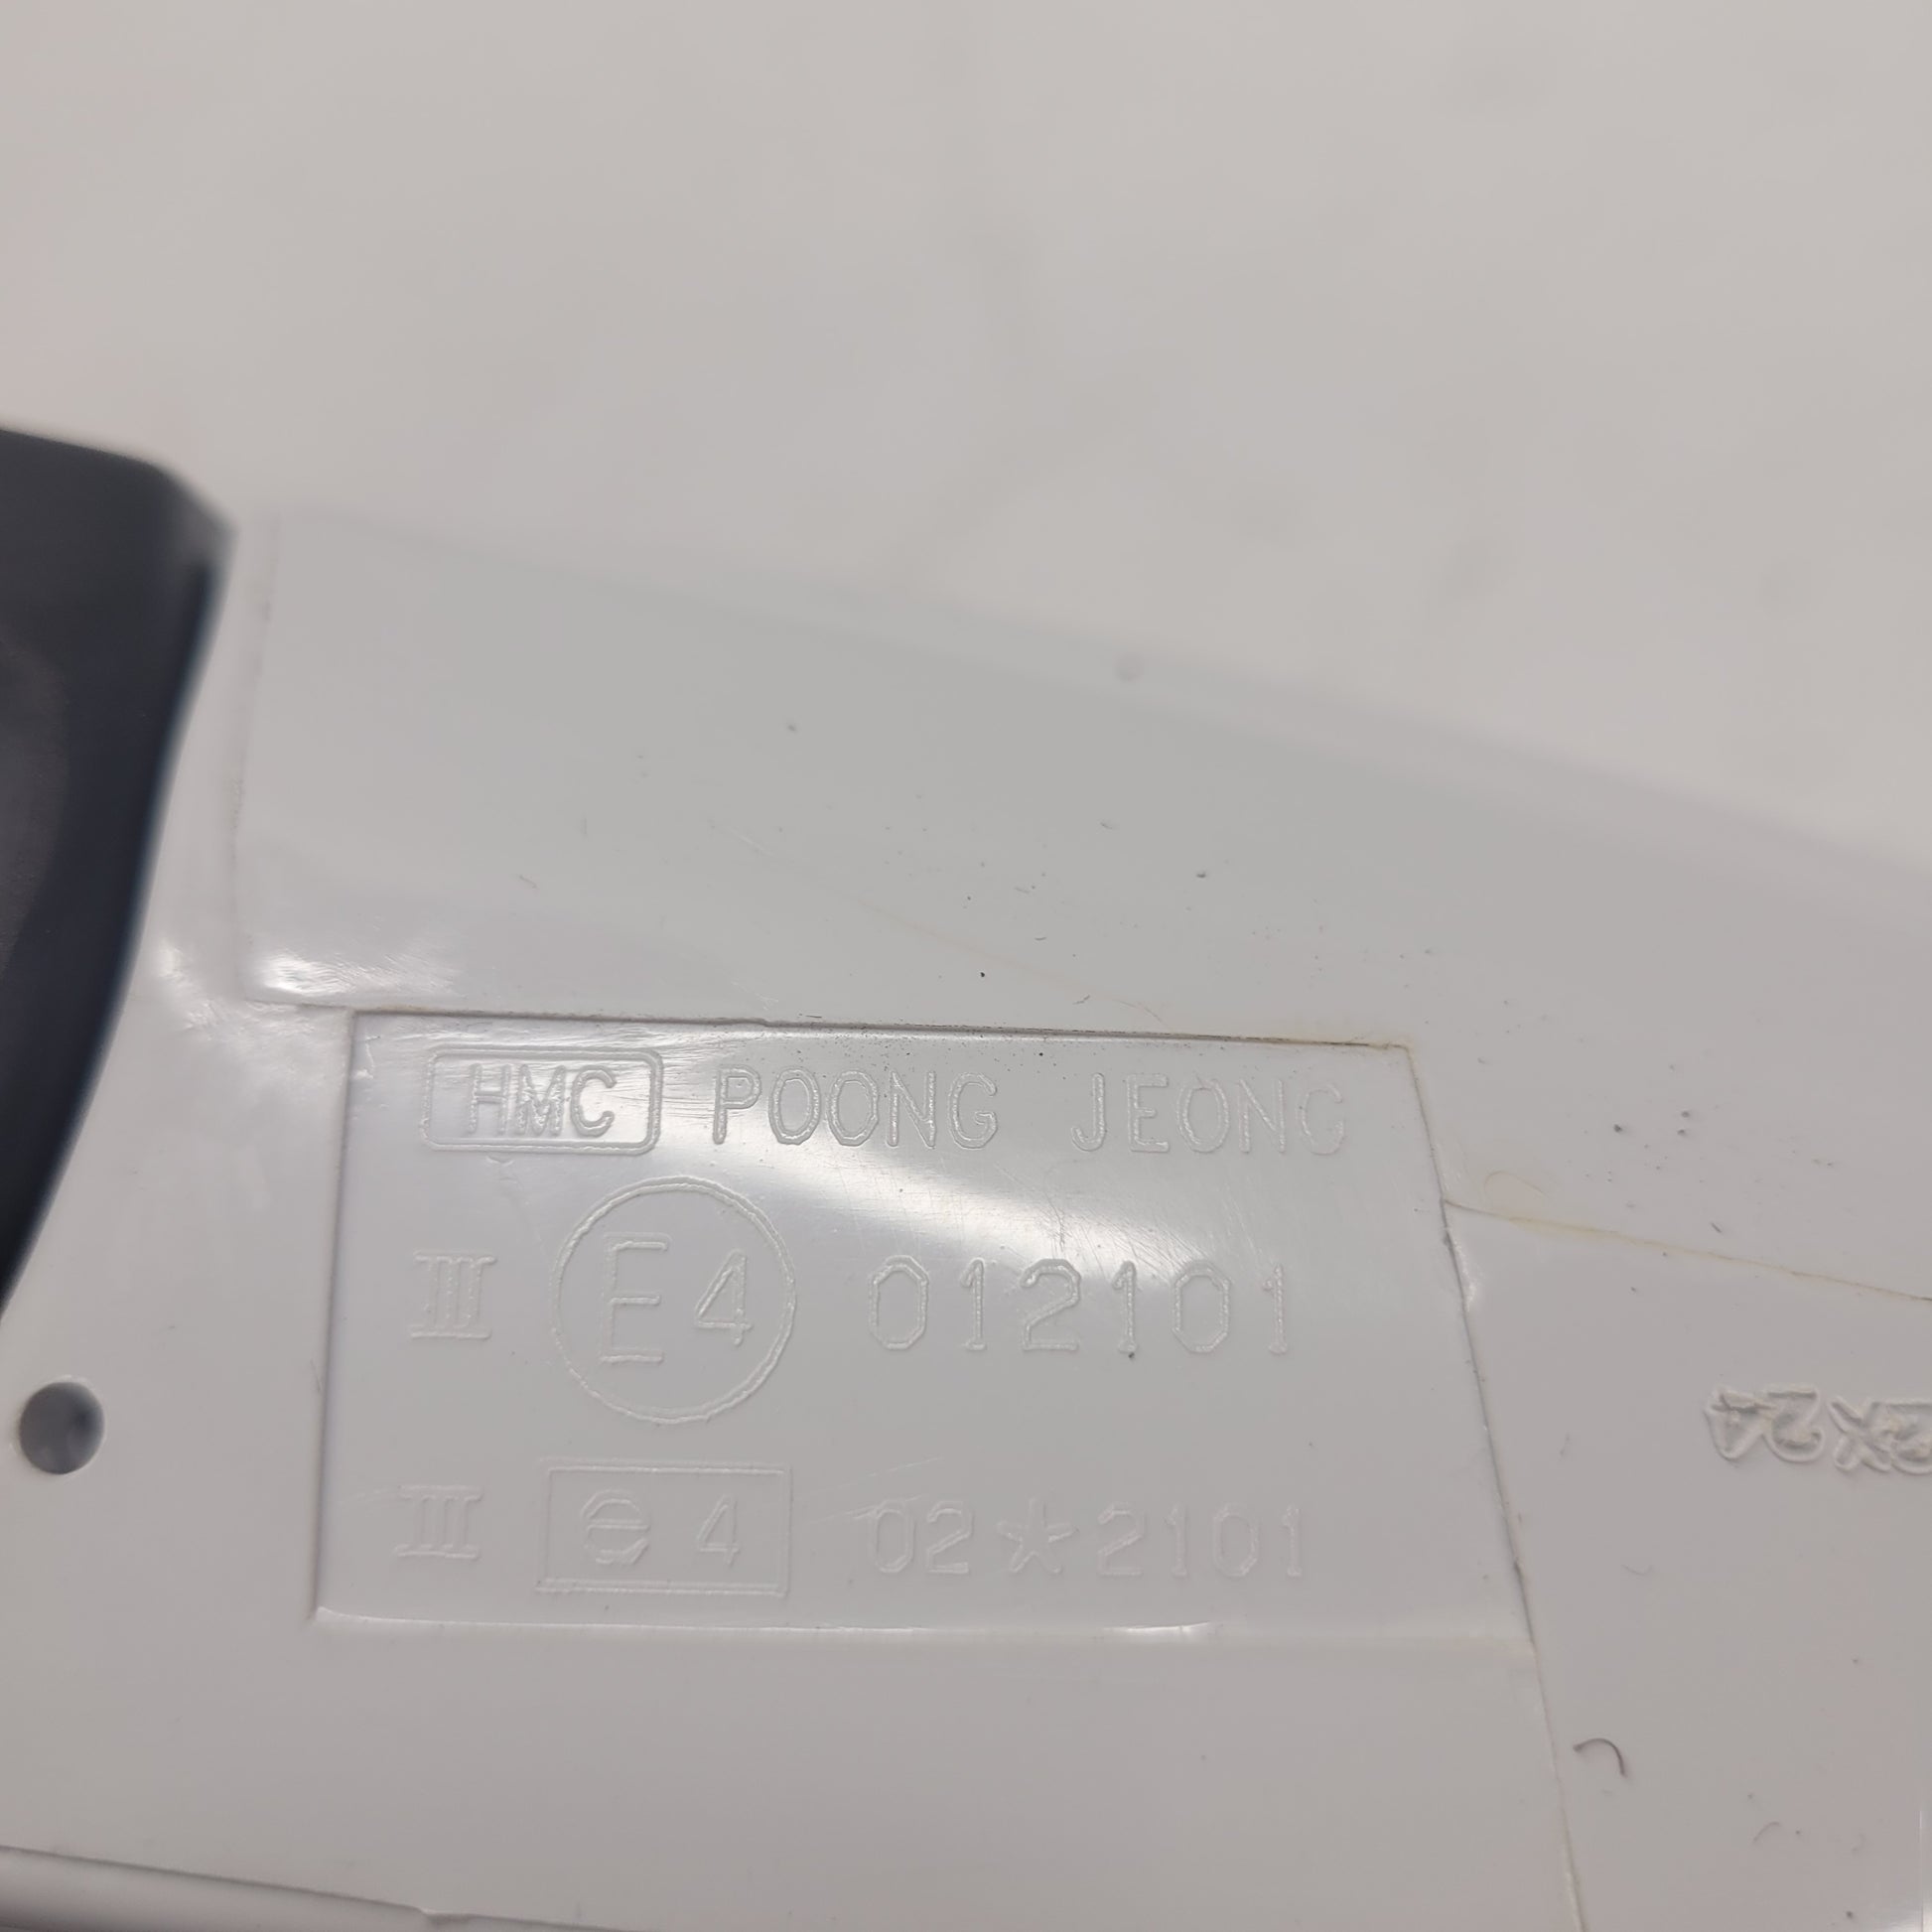 HMC POONG JEONG
III E4 012101
III e 4 02★2101